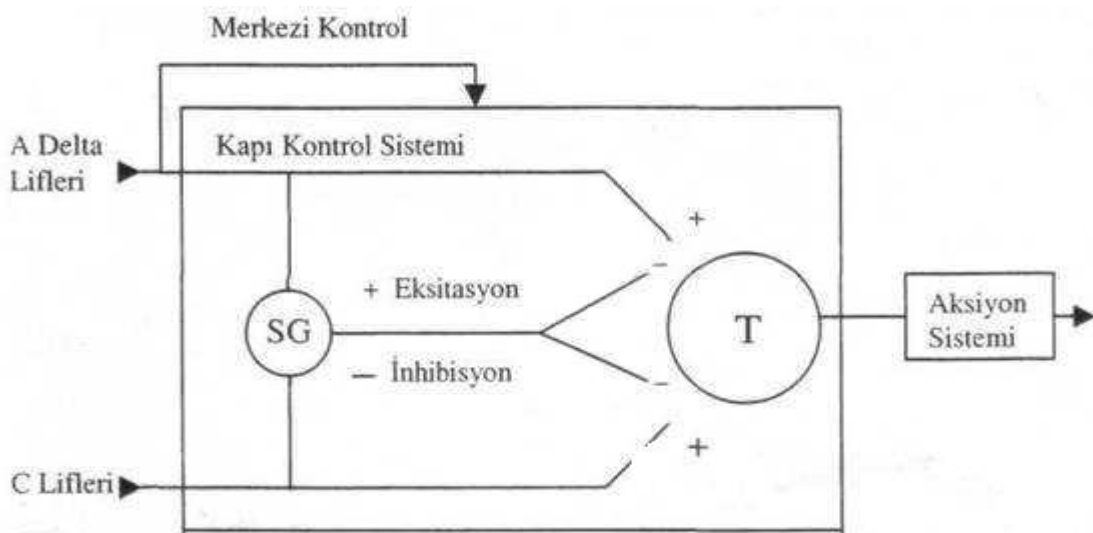 Merkezi Kontrol
A Delta
Lifleri
Kapı Kontrol Sistemi
+
−
+ Eksitasyon
SG
T
Aksiyon
Sistemi
− İnhibisyon
−
+
C Lifleri